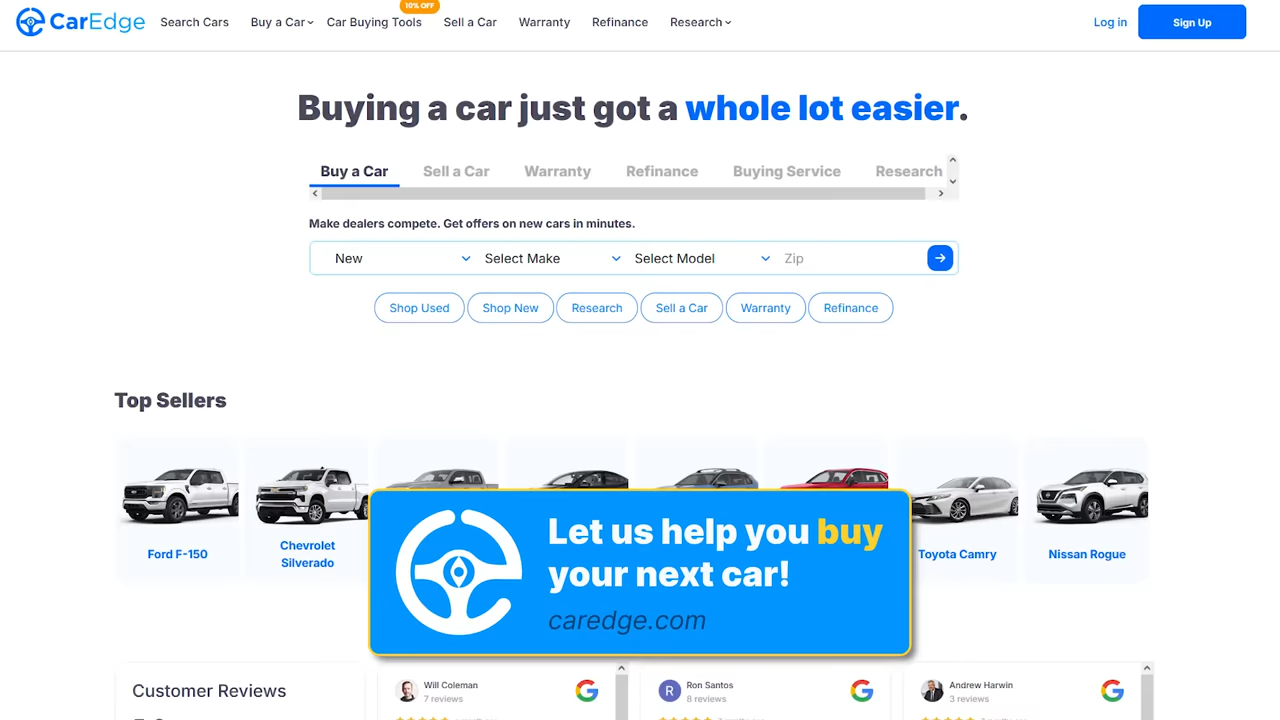 10% OFF
CarEdge
Search Cars
Buy a Car
Car Buying Tools
Sell a Car
Warranty
Refinance
Research
Log in
Sign Up
Buying a car just got a whole lot easier.
Buy a Car
Sell a Car
Warranty
Refinance
Buying Service
Research
Make dealers compete. Get offers on new cars in minutes.
New
Select Make
Select Model
Zip
Shop Used
Shop New
Research
Sell a Car
Warranty
Refinance
Top Sellers
Ford F-150
Chevrolet
Silverado
Toyota Camry
Nissan Rogue
Let us help you buy
your next car!
caredge.com
Customer Reviews
Will Coleman
7 reviews
Ron Santos
8 reviews
Andrew Harwin
3 reviews